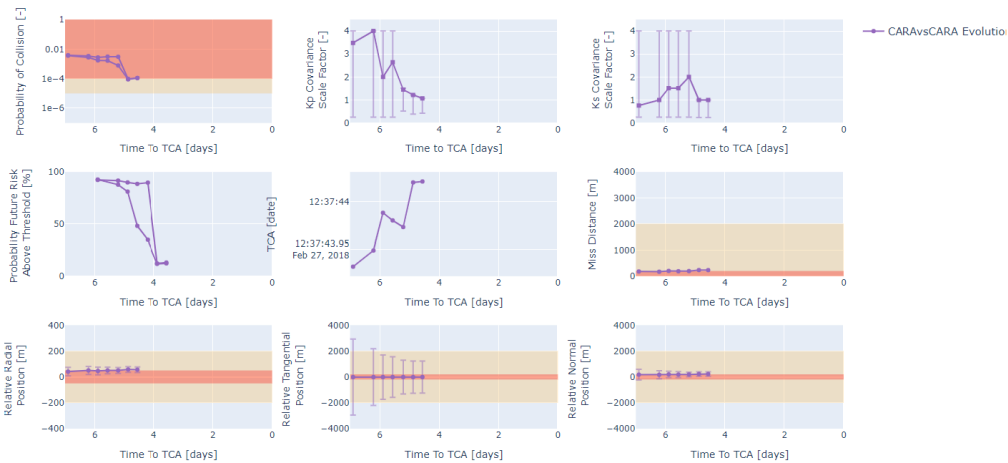 Probability of Collision [-]
1
0.01
1e−4
1e−6
6
4
2
0
Time To TCA [days]
Kp Covariance
Scale Factor [-]
4
3
2
1
0
6
4
2
0
Time to TCA [days]
Ks Covariance
Scale Factor [-]
4
3
2
1
0
6
4
2
0
Time to TCA [days]
CARAvsCARA Evolutio
Probability Future Risk
Above Threshold [%]
100
50
0
6
4
2
0
Time To TCA [days]
TCA [date]
12:37:44
12:37:43.95
Feb 27, 2018
6
4
2
0
Time To TCA [days]
Miss Distance [m]
4000
3000
2000
1000
0
6
4
2
0
Time To TCA [days]
Relative Radial
Position [m]
400
200
0
−200
−400
6
4
2
0
Time To TCA [days]
Relative Tangential
Position [m]
4000
2000
0
−2000
−4000
6
4
2
0
Time To TCA [days]
Relative Normal
Position [m]
4000
2000
0
−2000
−4000
6
4
2
0
Time To TCA [days]